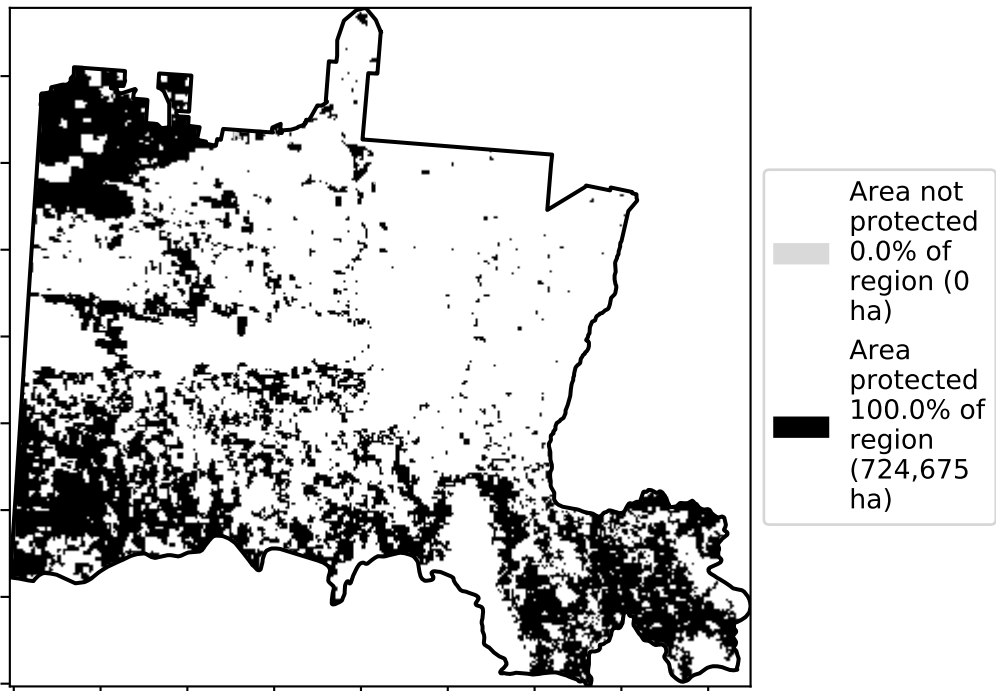 Area not
protected
0.0% of
region (0
ha)
Area
protected
100.0% of
region
(724,675
ha)